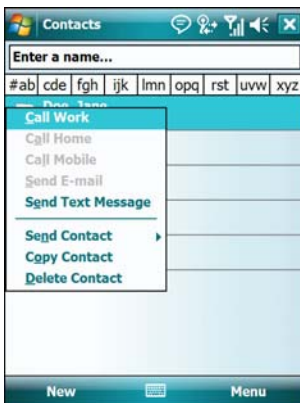 Contacts
Enter a name...
#ab cde fgh ijk lmn opq rst uvw xyz
Doe, Jane
Call Work
Call Home
Call Mobile
Send E-mail
Send Text Message
Send Contact
Copy Contact
Delete Contact
New Menu